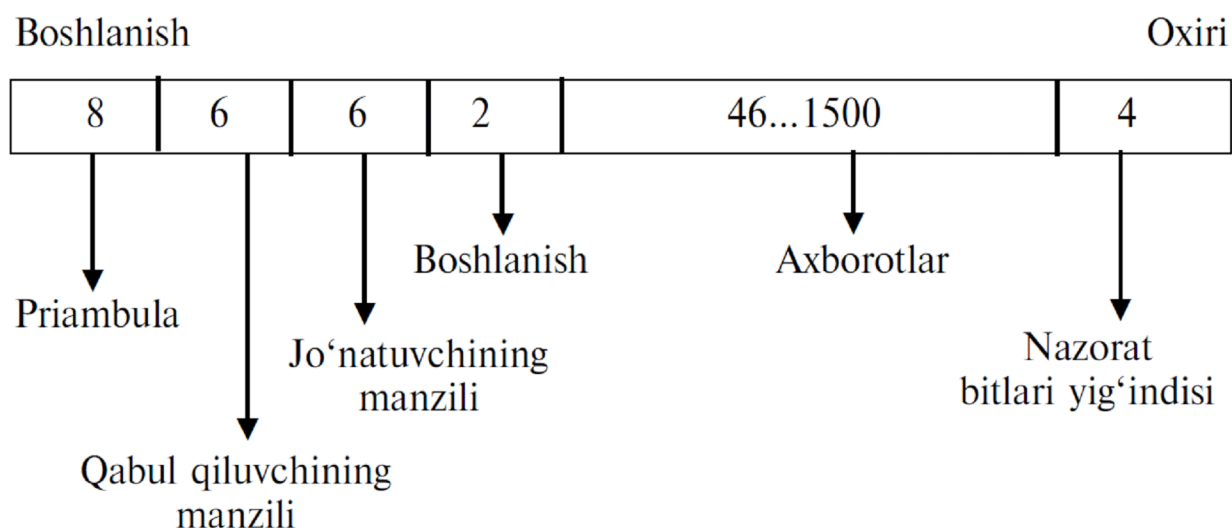 Boshlanish Oxiri
8 6 6 2 46...1500 4
Boshlanish Axborotlar
Priambula
Jo‘natuvchining
manzili
Nazorat
bitlari yig‘indisi
Qabul qiluvchining
manzili